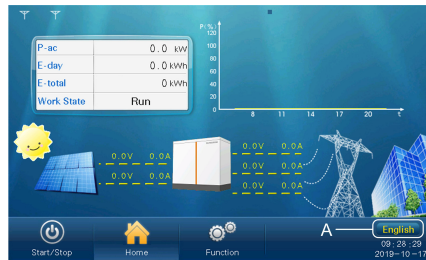 P(%)
120
100
80
60
40
20
0
8 11 14 17 20 t
P-ac 0.0 kW
E-day 0.0 kWh
E-total 0 kWh
Work State Run
0.0V 0.0A
0.0V 0.0A
0.0V 0.0A
0.0V 0.0A
0.0V 0.0A
A
English
Start/Stop
Home
Function
09:28:29
2019-10-17